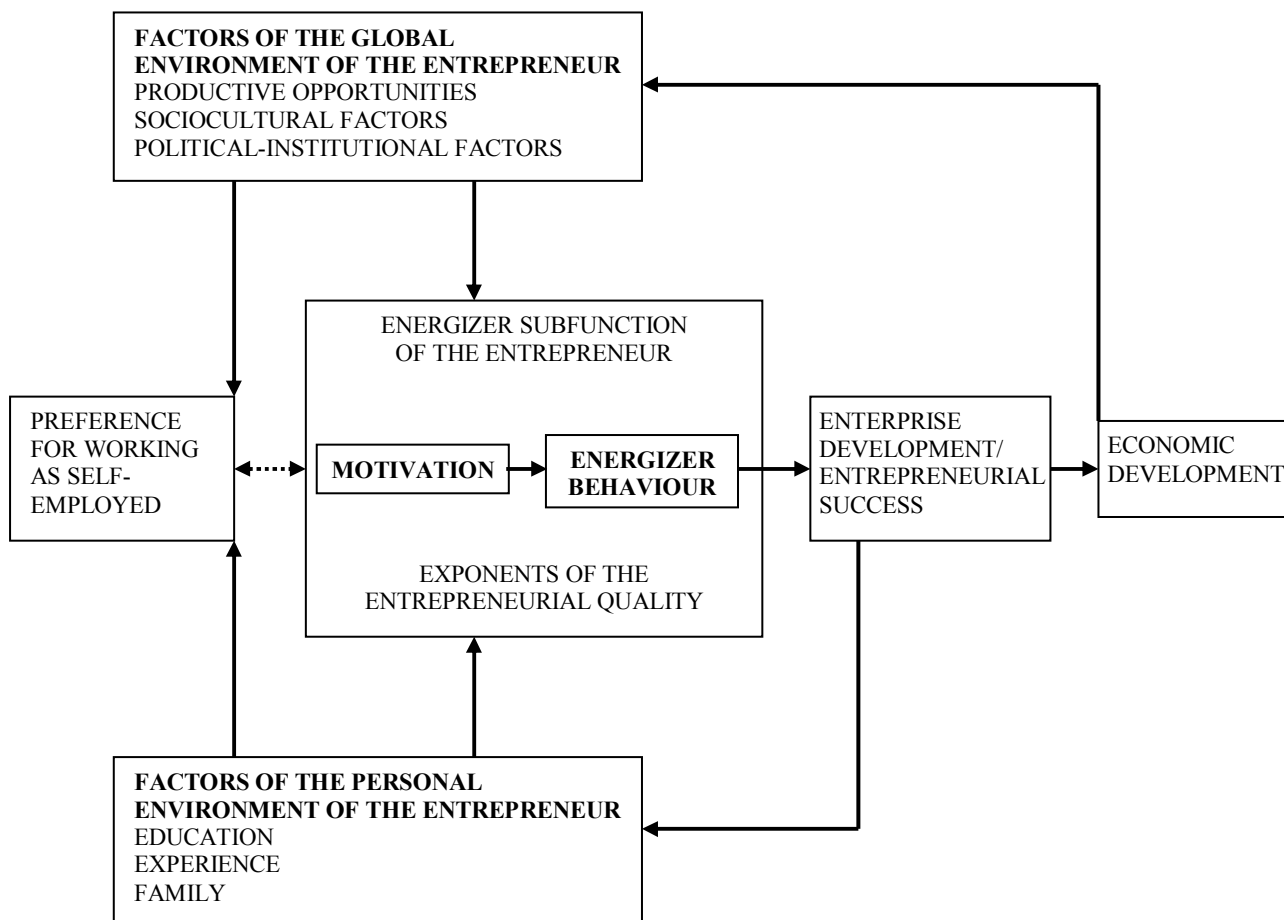 FACTORS OF THE GLOBAL
ENVIRONMENT OF THE ENTREPRENEUR
PRODUCTIVE OPPORTUNITIES
SOCIOCULTURAL FACTORS
POLITICAL-INSTITUTIONAL FACTORS
ENERGIZER SUBFUNCTION
OF THE ENTREPRENEUR
PREFERENCE
FOR WORKING
AS SELF-
EMPLOYED
MOTIVATION
ENERGIZER
BEHAVIOUR
EXPONENTS OF THE
ENTREPRENEURIAL QUALITY
ENTERPRISE
DEVELOPMENT/
ENTREPRENEURIAL
SUCCESS
ECONOMIC
DEVELOPMENT
FACTORS OF THE PERSONAL
ENVIRONMENT OF THE ENTREPRENEUR
EDUCATION
EXPERIENCE
FAMILY